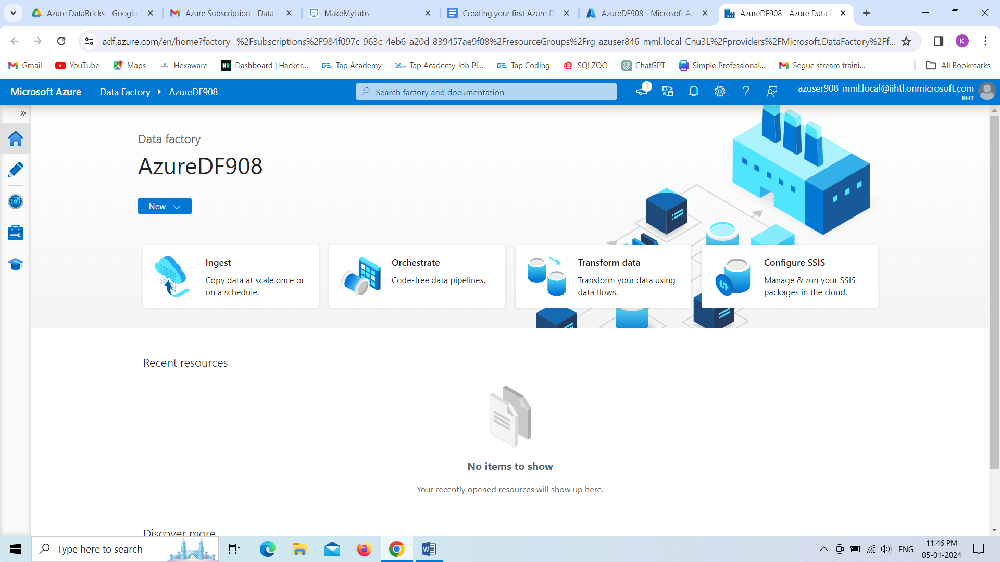 Azure DataBricks - Google
Azure Subscription - Data
MakeMyLabs
Creating your first Azure D
AzureDF908 - Microsoft Az
AzureDF908 - Azure Data F
adf.azure.com/en/home?factory=%2Fsubscriptions%2F984f097c-963c-4eb6-a20d-839457ae9f08%2FresourceGroups%2Frg-azuser846_mml.local-Cnu3L%2Fproviders%2FMicrosoft.DataFactory%2Ff...
K
Gmail
YouTube
Maps
Hexaware
Dashboard | Hacker...
Tap Academy
Tap Academy Job Pl...
Tap Coding
SQLZOO
ChatGPT
Simple Professional...
Segue stream traini...
All Bookmarks
Microsoft Azure
Data Factory
AzureDF908
Search factory and documentation
1
azuser908_mml.local@iihtl.onmicrosoft.com
IIHT
Data factory
AzureDF908
New
Ingest
Copy data at scale once or
on a schedule.
Orchestrate
Code-free data pipelines.
Transform data
Transform your data using
data flows.
Configure SSIS
Manage & run your SSIS
packages in the cloud.
Recent resources
No items to show
Your recently opened resources will show up here.
Discover more
Type here to search
ENG
11:46 PM
05-01-2024